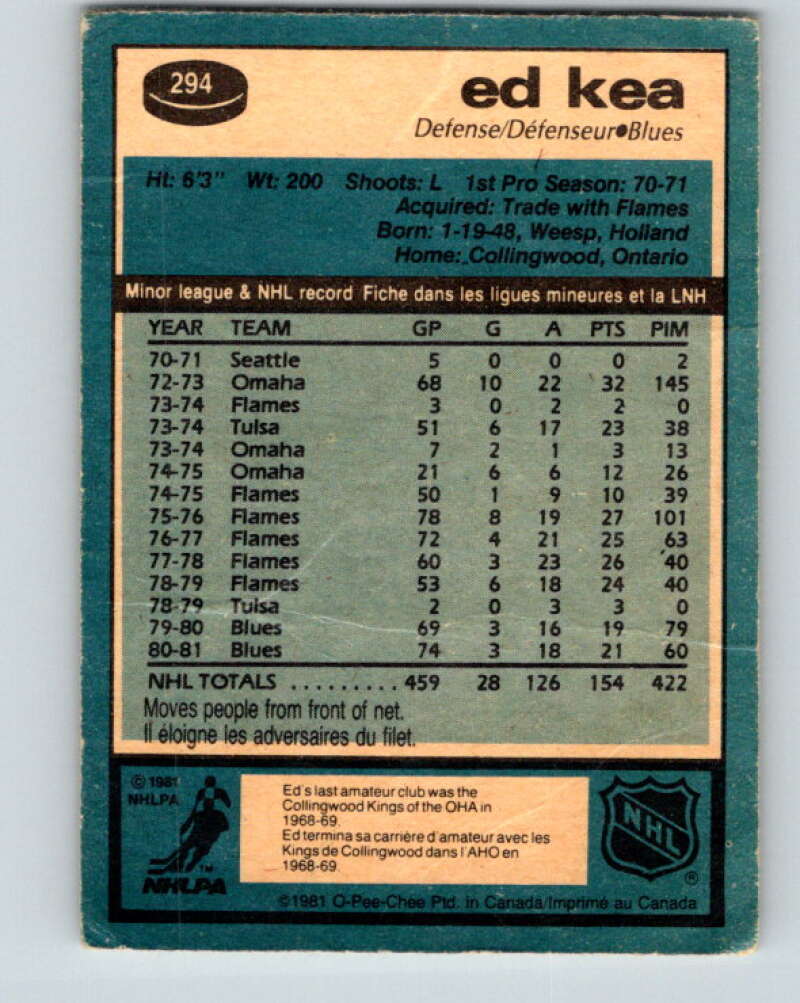 294
ed kea
Defense/Défenseur•Blues
Ht: 6'3" Wt: 200 Shoots: L 1st Pro Season: 70-71
Acquired: Trade with Flames
Born: 1-19-48, Weesp, Holland
Home: Collingwood, Ontario
Minor league & NHL record Fiche dans les ligues mineures et la LNH
YEAR TEAM GP G A PTS PIM
70-71 Seattle 5 0 0 0 2
72-73 Omaha 68 10 22 32 145
73-74 Flames 3 0 2 2 0
73-74 Tulsa 51 6 17 23 38
73-74 Omaha 7 2 1 3 13
74-75 Omaha 21 6 6 12 26
74-75 Flames 50 1 9 10 39
75-76 Flames 78 8 19 27 101
76-77 Flames 72 4 21 25 63
77-78 Flames 60 3 23 26 40
78-79 Flames 53 6 18 24 40
78-79 Tulsa 2 0 3 3 0
79-80 Blues 69 3 16 19 79
80-81 Blues 74 3 18 21 60
NHL TOTALS ......... 459 28 126 154 422
Moves people from front of net.
Il éloigne les adversaires du filet.
© 1981
NHLPA
Ed's last amateur club was the
Collingwood Kings of the OHA in
1968-69.
Ed termina sa carrière d'amateur avec les
Kings de Collingwood dans l'AHO en
1968-69.
NHL
®
TM
NHLPA
©1981 O-Pee-Chee Ptd. in Canada/Imprimé au Canada